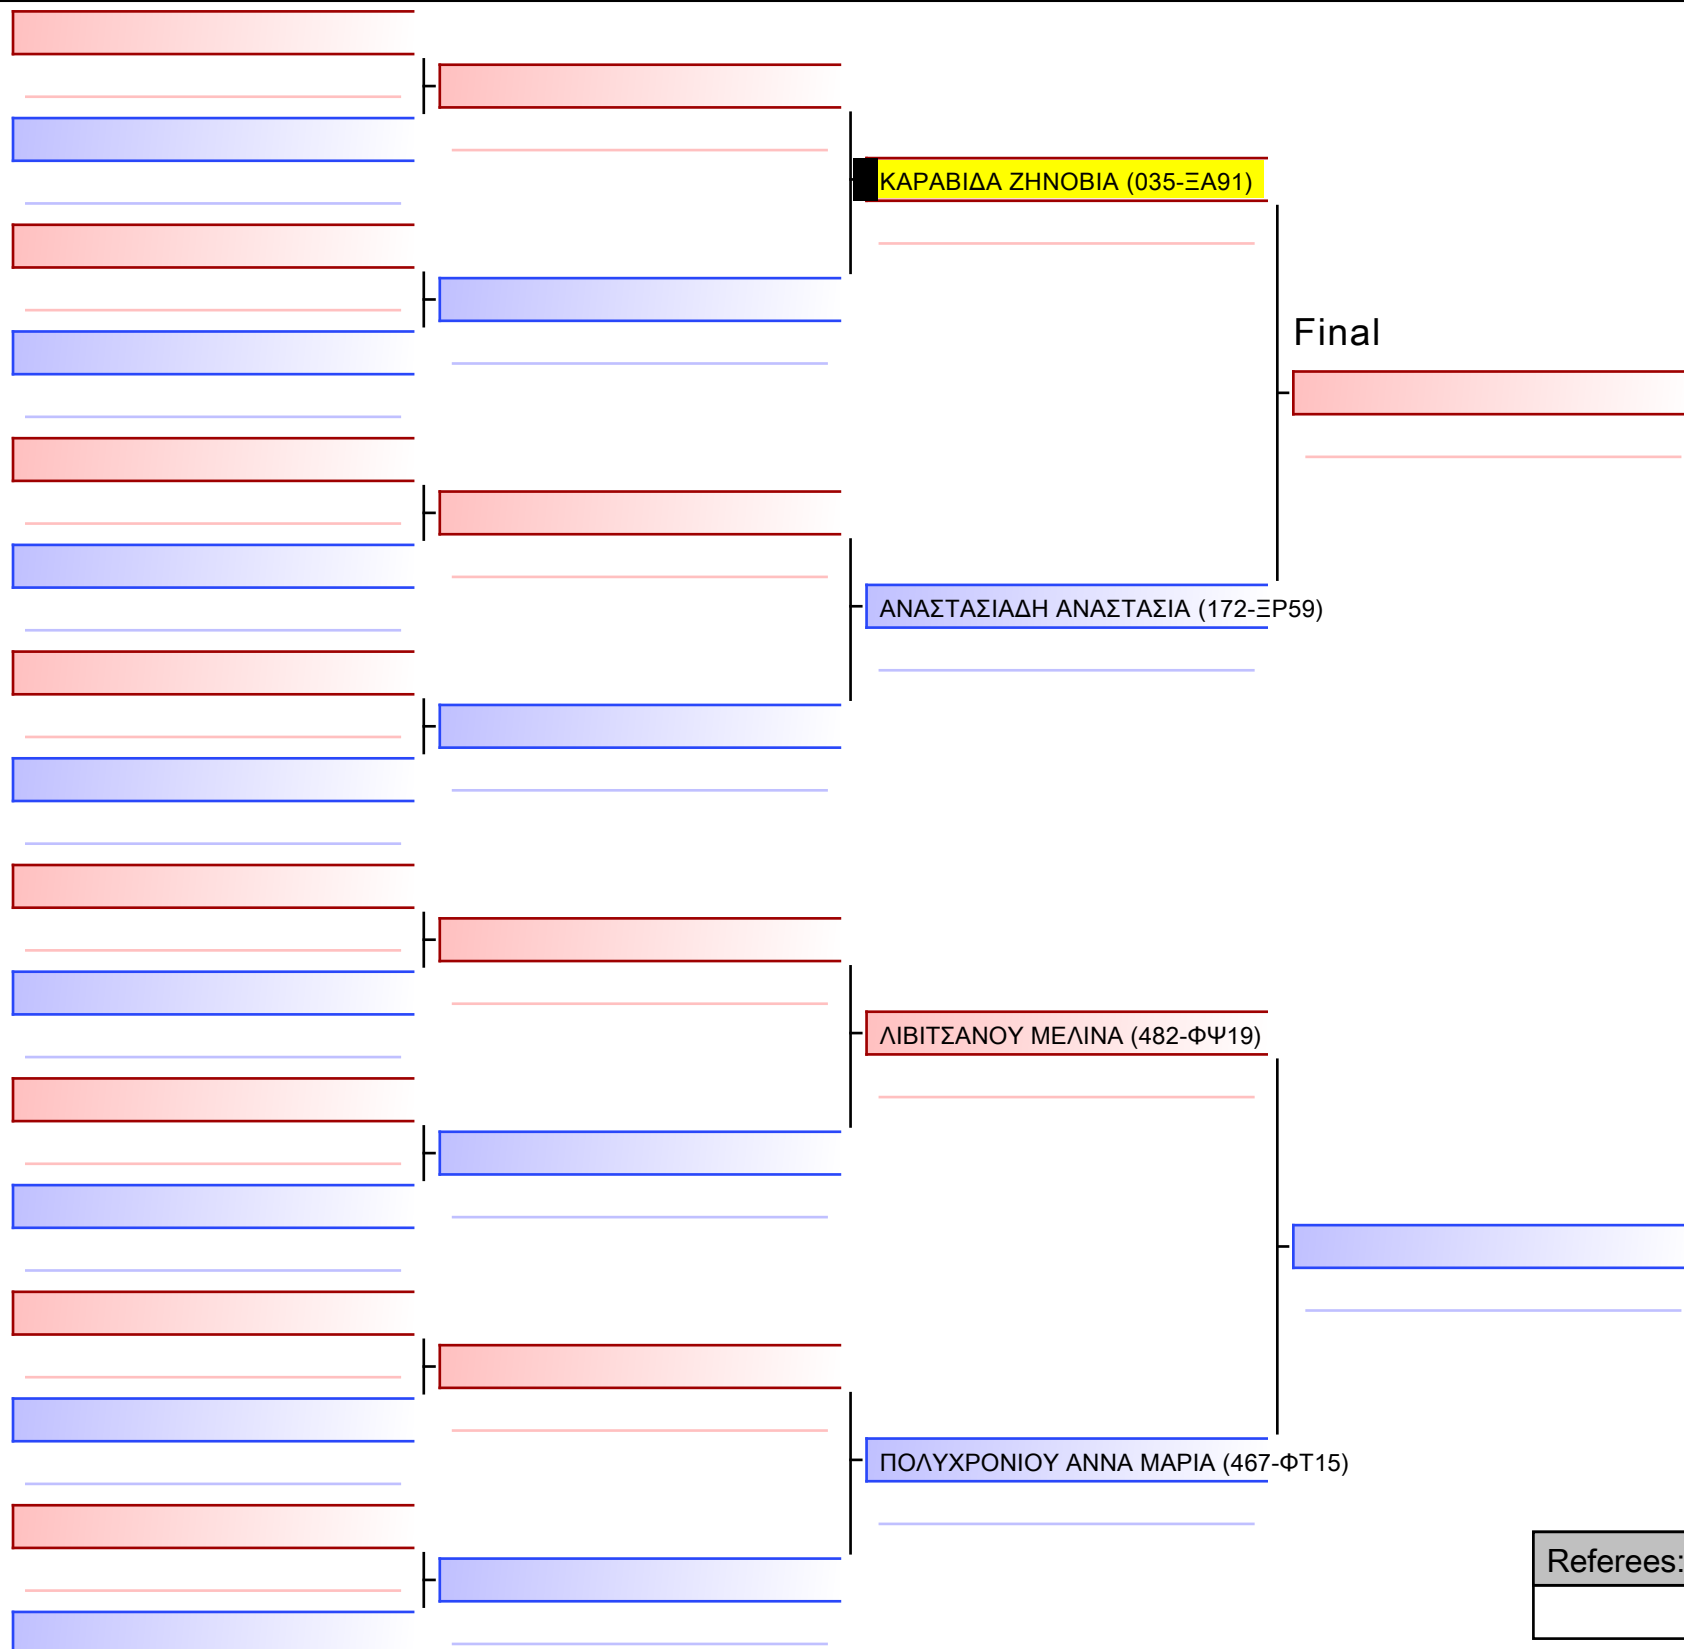 ΚΑΡΑΒΙΔΑ ΖΗΝΟΒΙΑ (035-ΞΑ91)
Final
ΑΝΑΣΤΑΣΙΑΔΗ ΑΝΑΣΤΑΣΙΑ (172-ΞΡ59)
ΛΙΒΙΤΣΑΝΟΥ ΜΕΛΙΝΑ (482-ΦΨ19)
ΠΟΛΥΧΡΟΝΙΟΥ ΑΝΝΑ ΜΑΡΙΑ (467-ΦΤ15)
Referees: